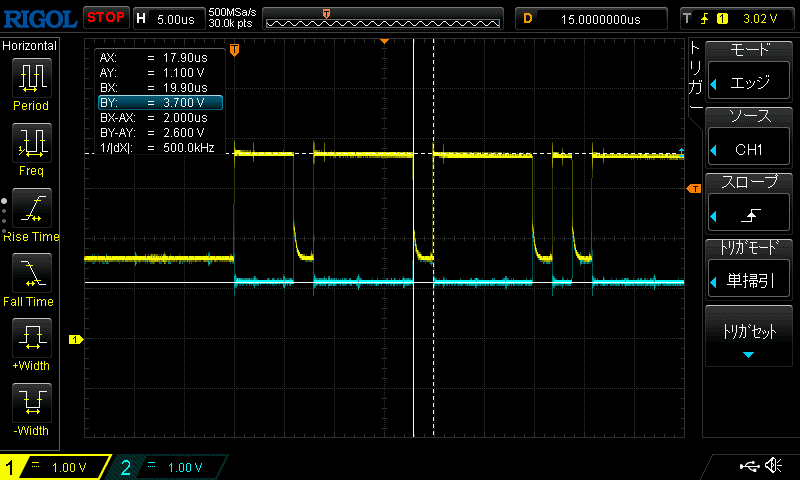 RIGOL STOP H 5.00us 500MSa/s 30.0k pts T D 15.0000000us T 1 3.02 V
Horizontal
Period
Freq
Rise Time
Fall Time
+Width
-Width
T
AX: = 17.90us
AY: = 1.100 V
BX: = 19.90us
BY: = 3.700 V
BX-AX: = 2.000us
BY-AY: = 2.600 V
1/|dX|: = 500.0kHz
1
T
トリガー
モード
エッジ
ソース
CH1
スロープ
トリガモード
単掃引
トリガセット
1 = 1.00 V 2 = 1.00 V